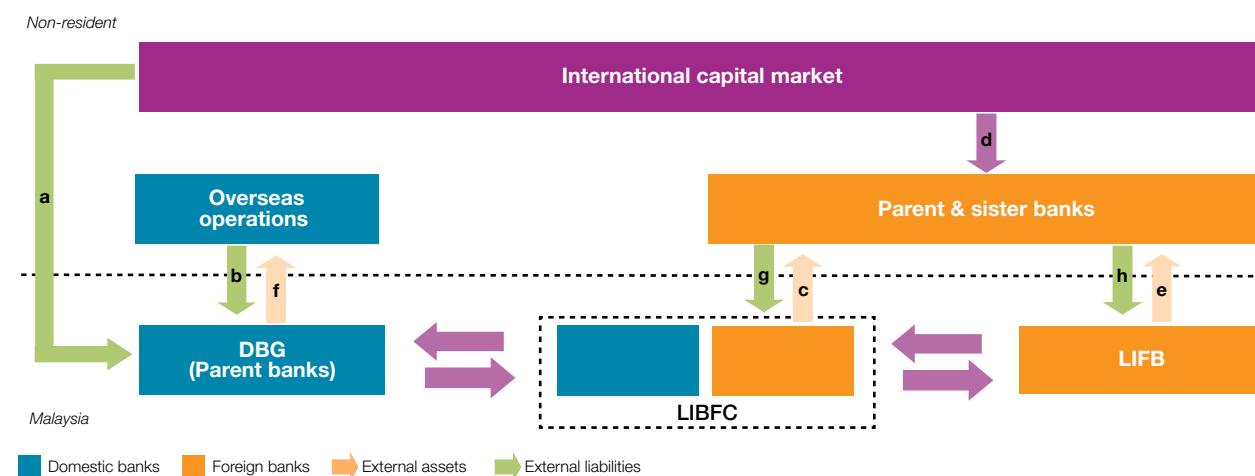 Non-resident
International capital market
d
a
Overseas
operations
Parent & sister banks
b
f
g
c
h
e
DBG
(Parent banks)
LIFB
LIBFC
Malaysia
Domestic banks
Foreign banks
External assets
External liabilities